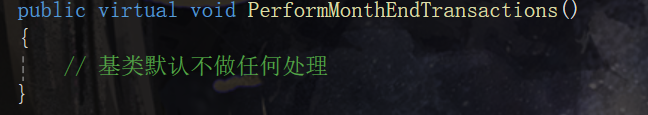 public virtual void PerformMonthEndTransactions()
{
// 基类默认不做任何处理
}